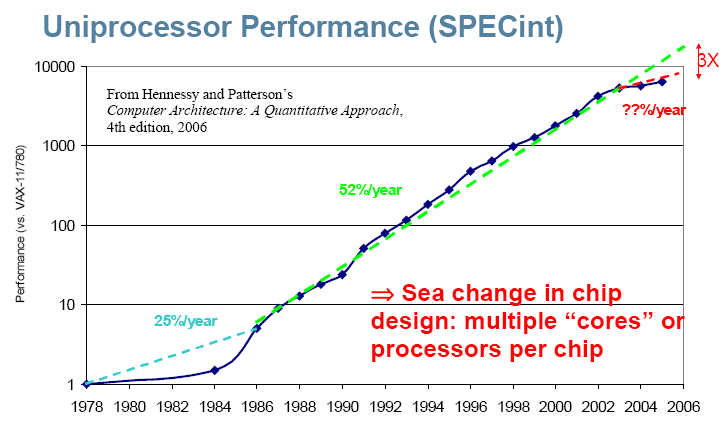 Uniprocessor Performance (SPECint)
3X
10000
From Hennessy and Patterson's
Computer Architecture: A Quantitative Approach,
4th edition, 2006
??%/year
1000
Performance (vs. VAX-11/780)
52%/year
100
⇒ Sea change in chip
design: multiple “cores” or
processors per chip
10
25%/year
1
1978 1980 1982 1984 1986 1988 1990 1992 1994 1996 1998 2000 2002 2004 2006